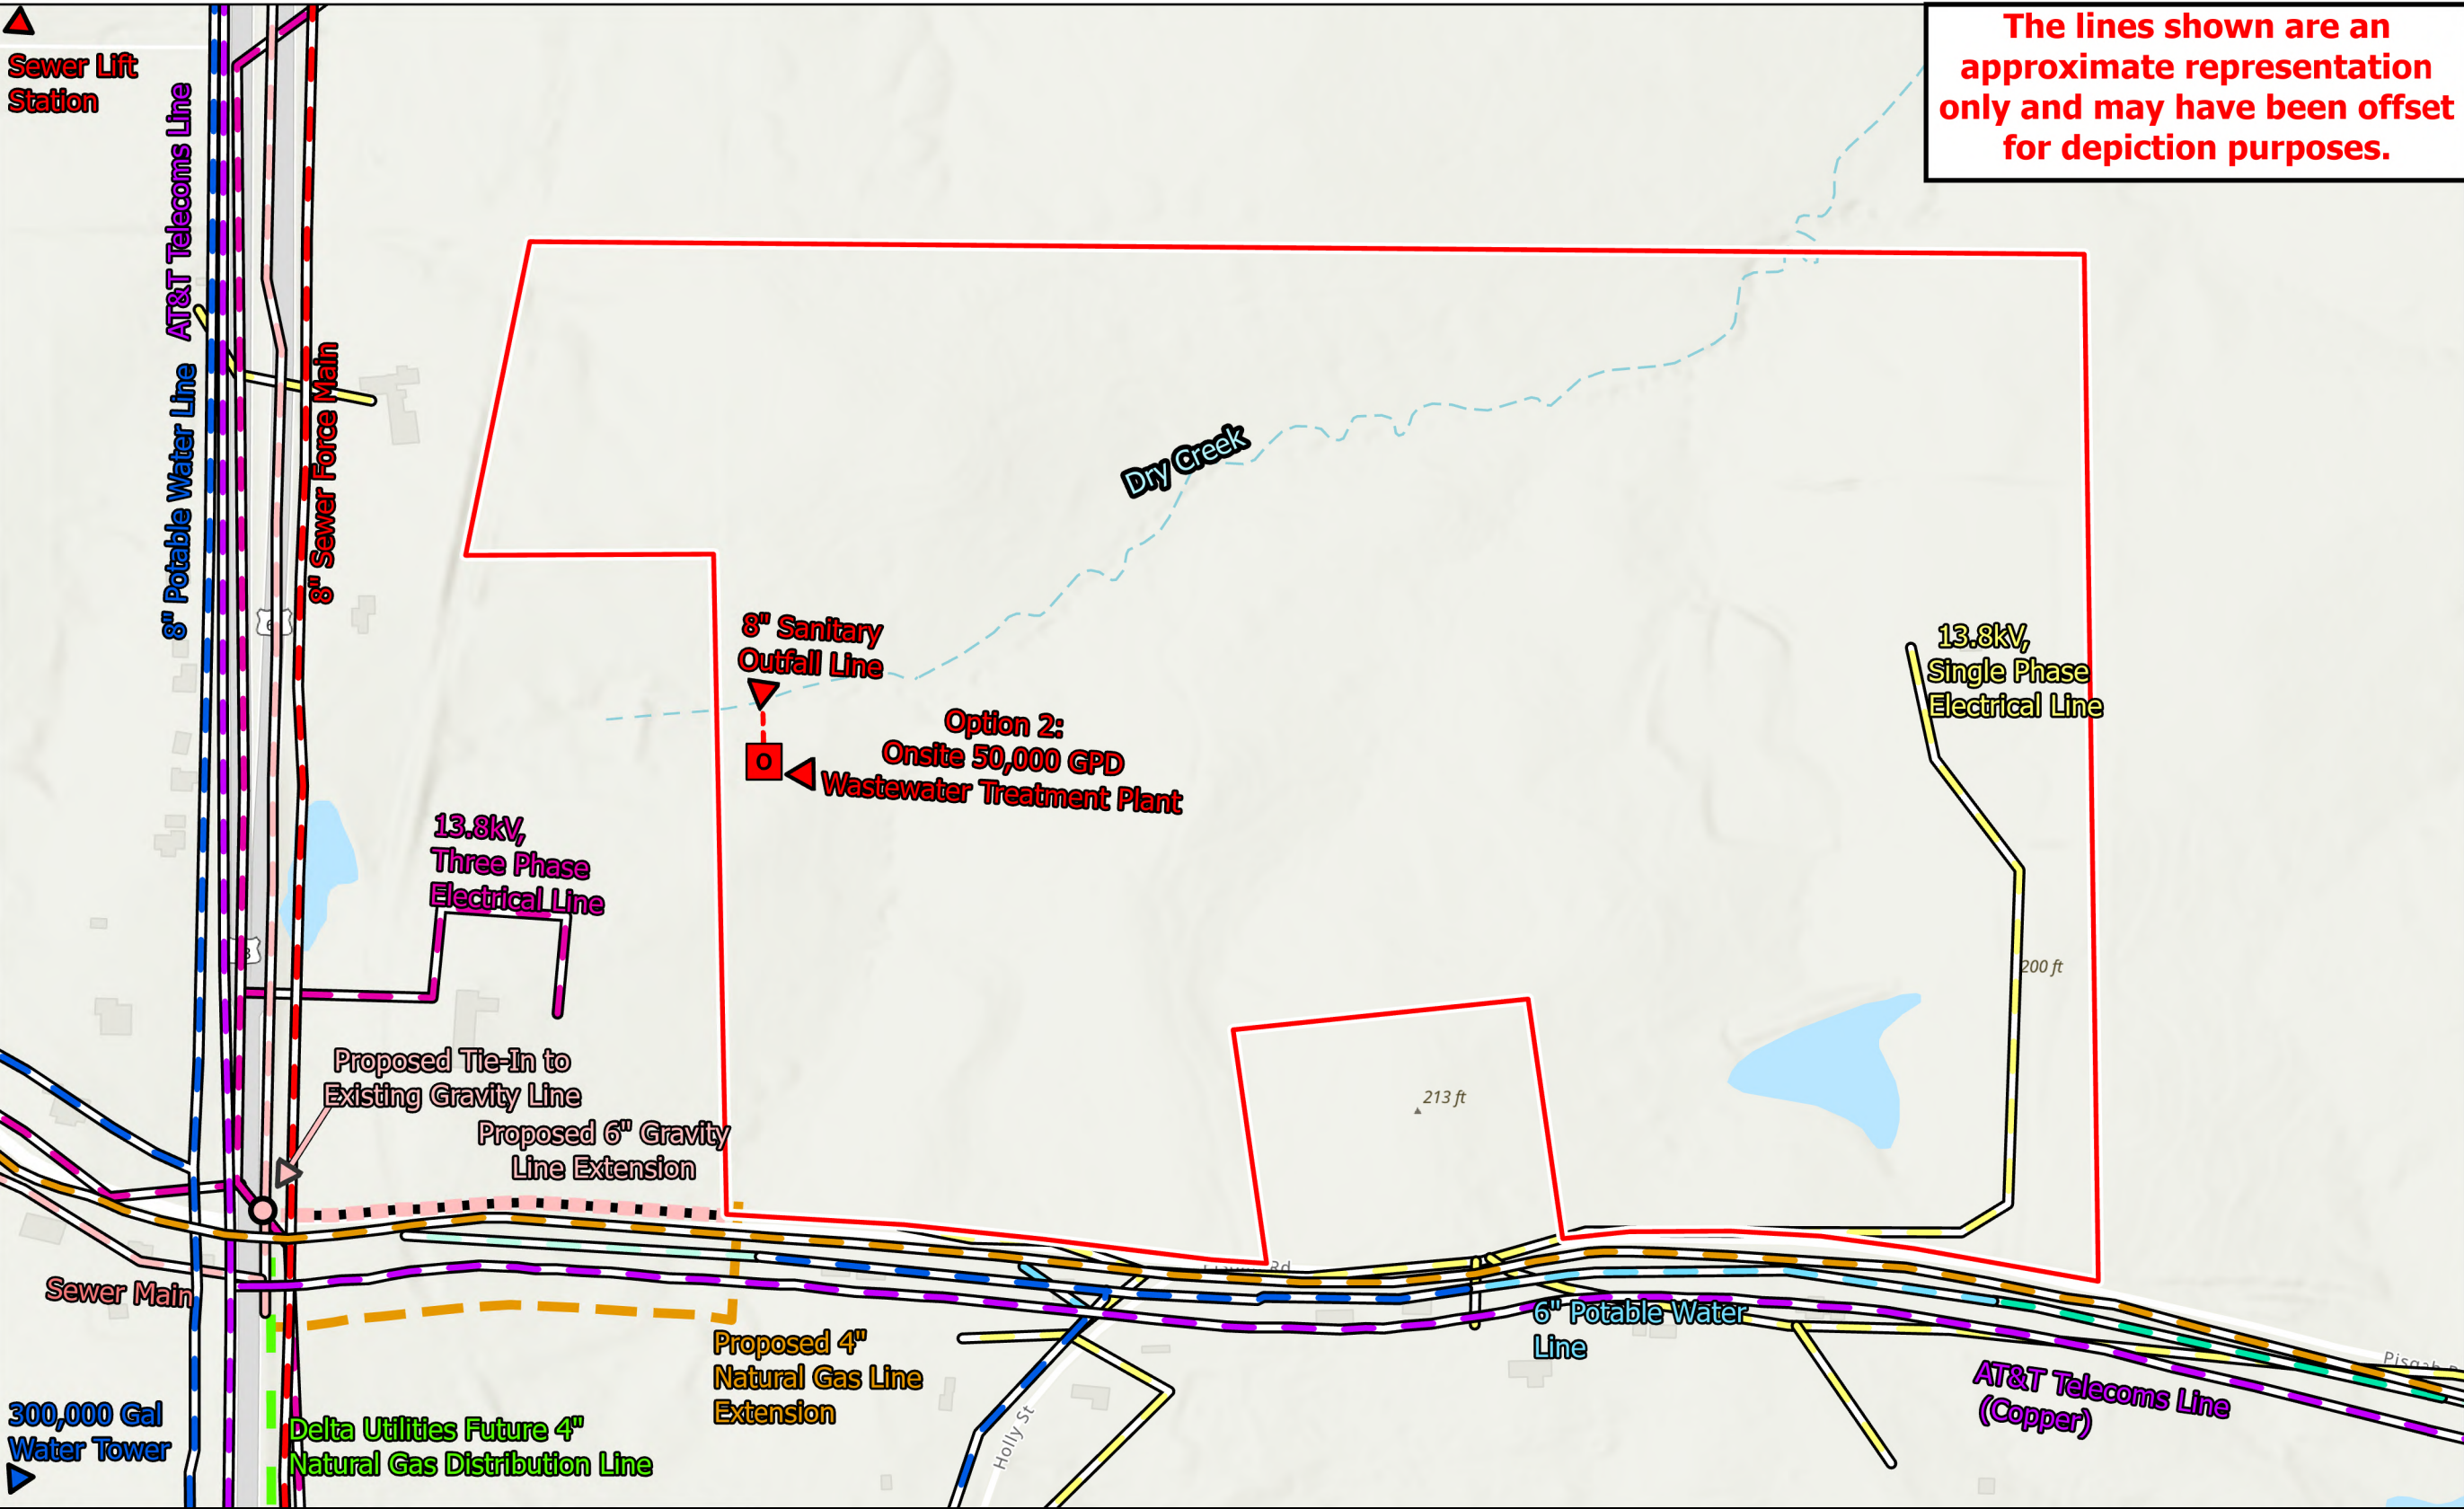 The lines shown are an
approximate representation
only and may have been offset
for depiction purposes.
Sewer Lift
Station
AT&T Telecoms Line
8" Potable Water Line
8" Sewer Force Main
Dry Creek
8" Sanitary
Outfall Line
O
Option 2:
Onsite 50,000 GPD
Wastewater Treatment Plant
13.8kV,
Single Phase
Electrical Line
13.8kV,
Three Phase
Electrical Line
200 ft
213 ft
Proposed Tie-In to
Existing Gravity Line
Proposed 6" Gravity
Line Extension
Sewer Main
Rd
6" Potable Water
Line
Proposed 4"
Natural Gas Line
Extension
Pisgah
AT&T Telecoms Line
(Copper)
300,000 Gal
Water Tower
Delta Utilities Future 4"
Natural Gas Distribution Line
Holly St